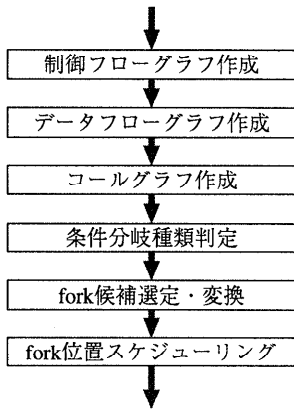 制御フローグラフ作成
データフローグラフ作成
コールグラフ作成
条件分岐種類判定
fork候補選定・変換
fork位置スケジューリング